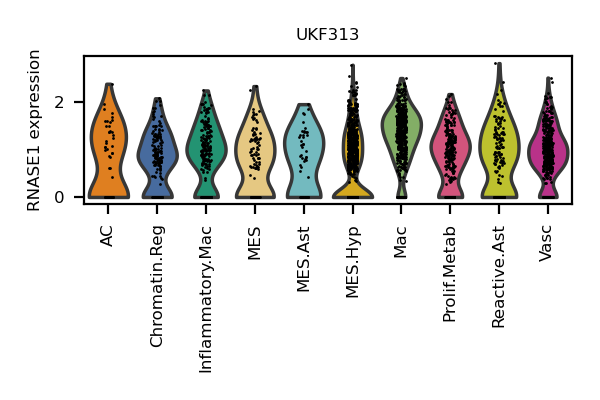 UKF313
RNASE1 expression
2
0
AC
Chromatin.Reg
Inflammatory.Mac
MES
MES.Ast
MES.Hyp
Mac
Prolif.Metab
Reactive.Ast
Vasc